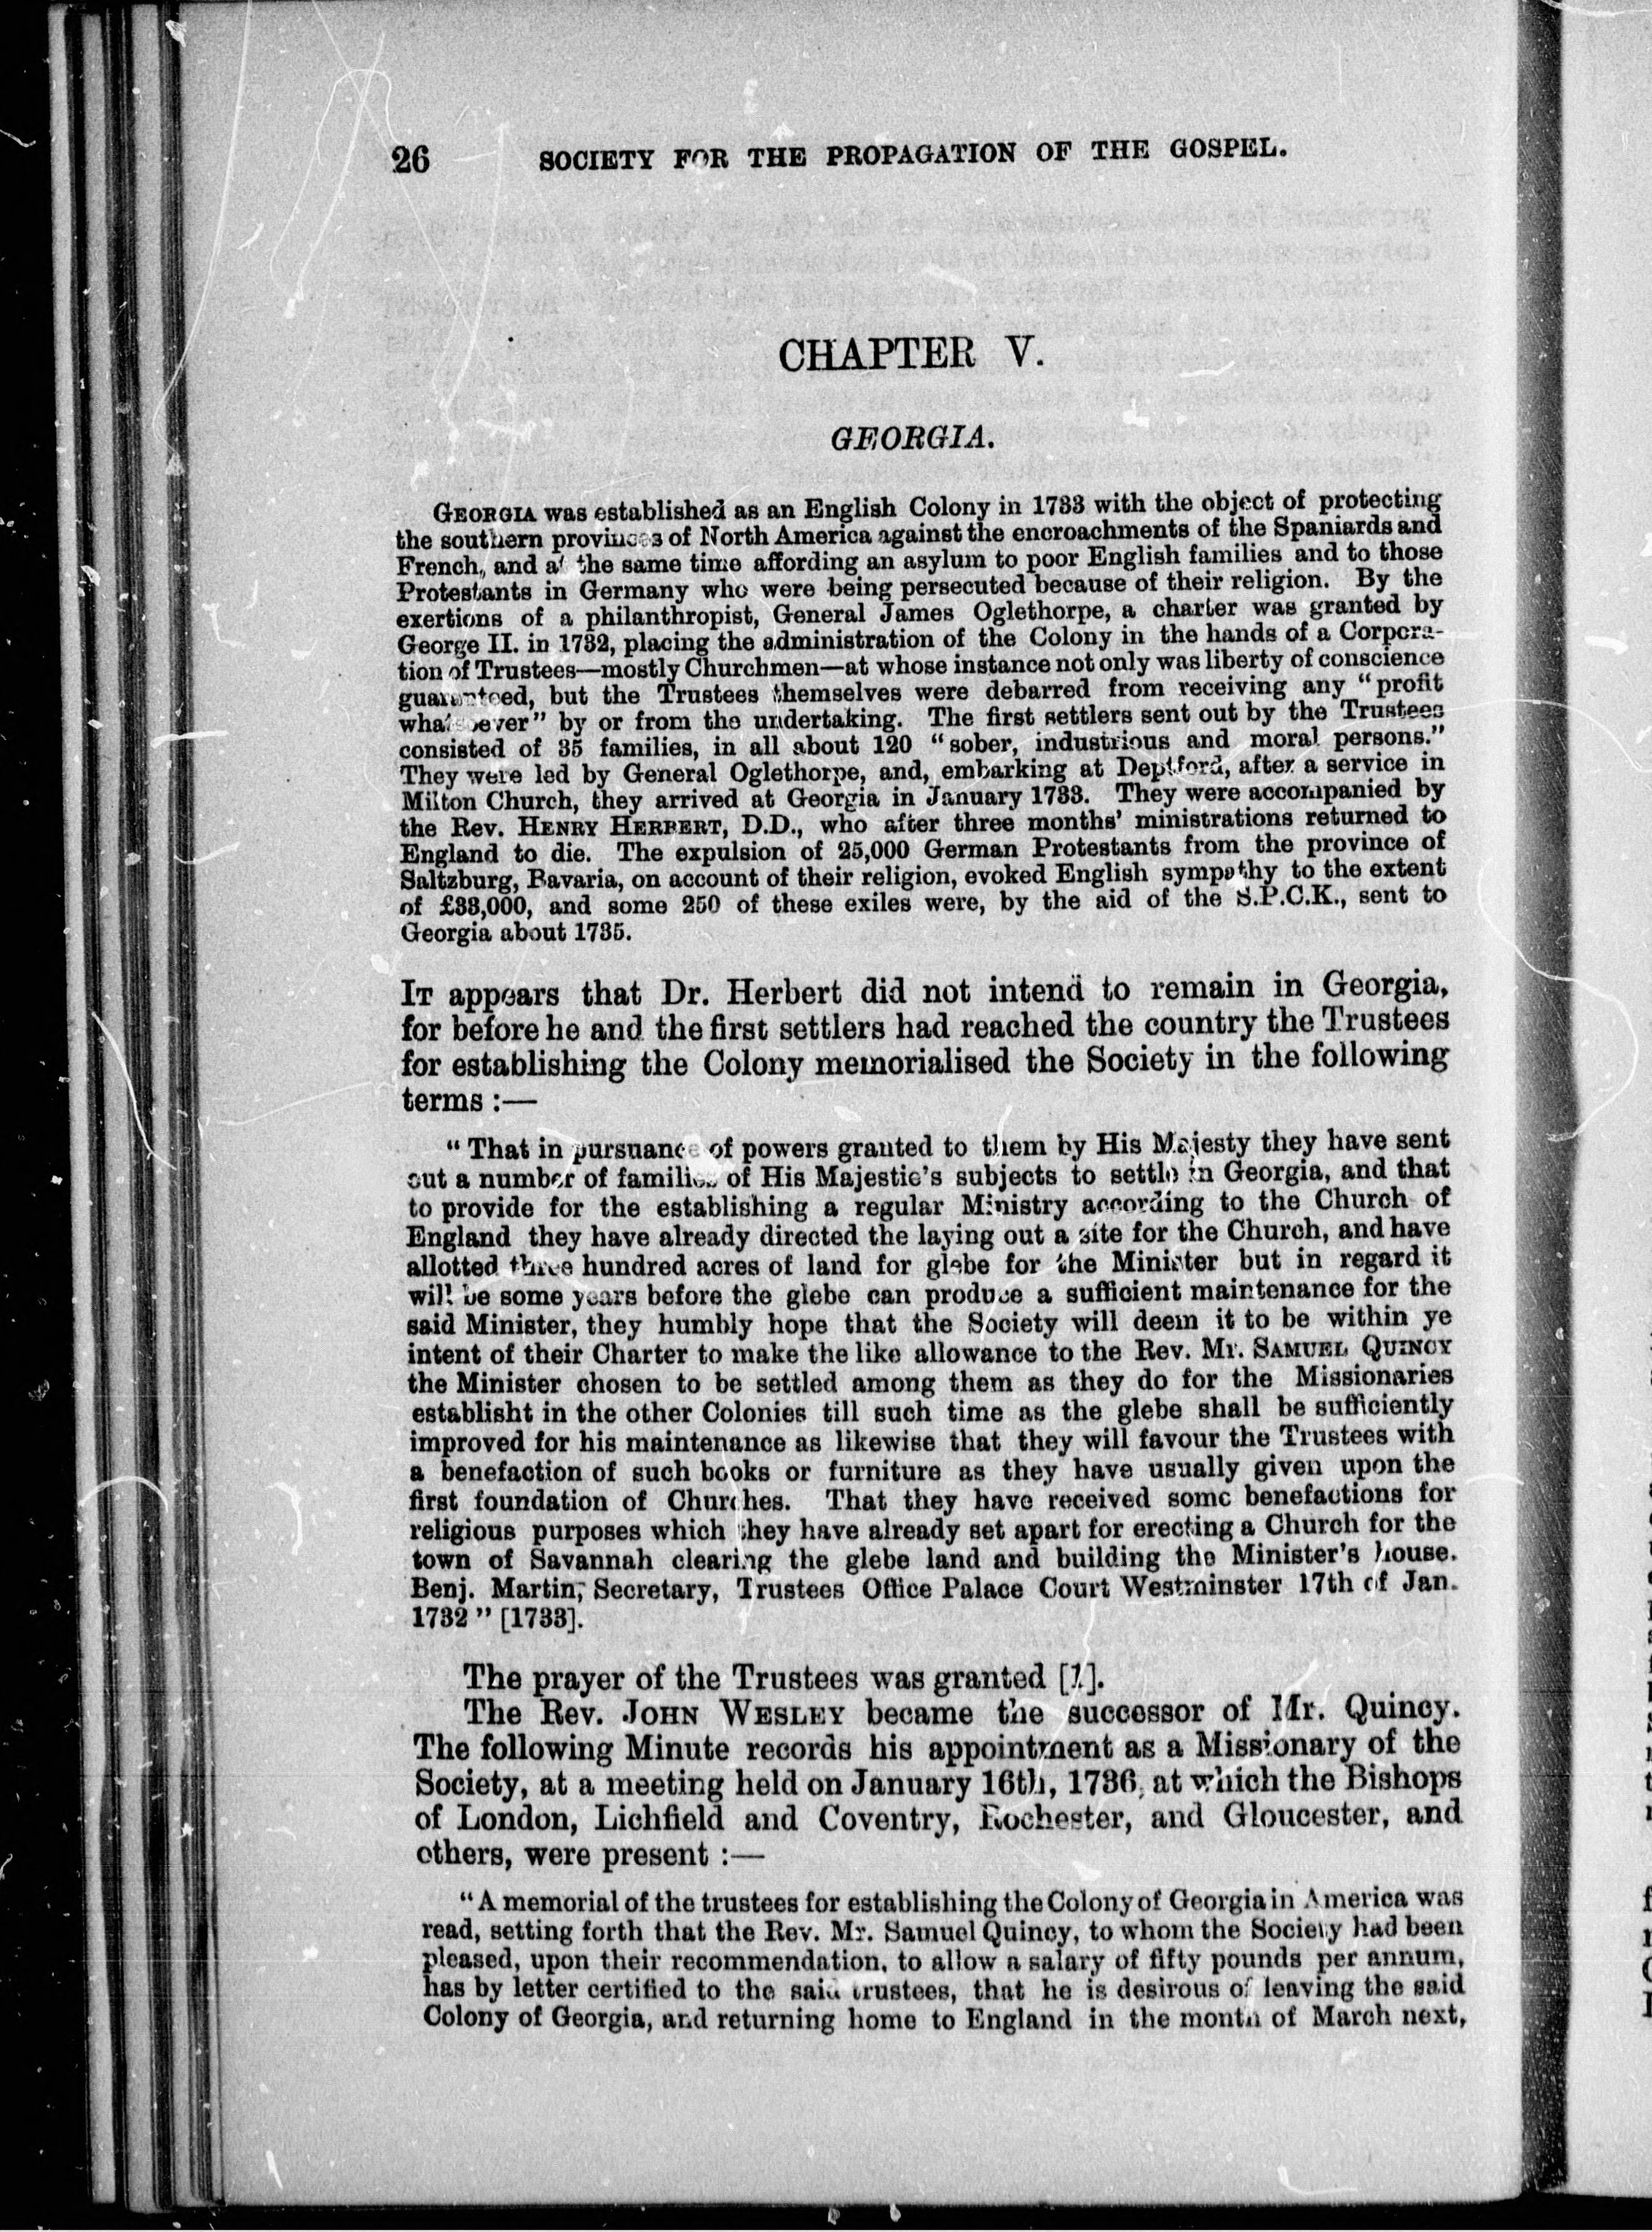 26 SOCIETY FOR THE PROPAGATION OF THE GOSPEL.
CHAPTER V.
GEORGIA.
GEORGIA was established as an English Colony in 1733 with the object of protecting
the southern provinces of North America against the encroachments of the Spaniards and
French, and at the same time affording an asylum to poor English families and to those
Protestants in Germany who were being persecuted because of their religion. By the
exertions of a philanthropist, General James Oglethorpe, a charter was granted by
George II. in 1732, placing the administration of the Colony in the hands of a Corpora-
tion of Trustees—mostly Churchmen—at whose instance not only was liberty of conscience
guaranteed, but the Trustees themselves were debarred from receiving any "profit
whatsoever" by or from the undertaking. The first settlers sent out by the Trustees
consisted of 35 families, in all about 120 "sober, industrious and moral persons."
They were led by General Oglethorpe, and, embarking at Deptford, after a service in
Milton Church, they arrived at Georgia in January 1733. They were accompanied by
the Rev. HENRY HERBERT, D.D., who after three months' ministrations returned to
England to die. The expulsion of 25,000 German Protestants from the province of
Saltzburg, Bavaria, on account of their religion, evoked English sympathy to the extent
of £33,000, and some 250 of these exiles were, by the aid of the S.P.C.K., sent to
Georgia about 1735.
IT appears that Dr. Herbert did not intend to remain in Georgia,
for before he and the first settlers had reached the country the Trustees
for establishing the Colony memorialised the Society in the following
terms :—
"That in pursuance of powers granted to them by His Majesty they have sent
out a number of families of His Majestie's subjects to settle in Georgia, and that
to provide for the establishing a regular Ministry according to the Church of
England they have already directed the laying out a site for the Church, and have
allotted three hundred acres of land for glebe for the Minister but in regard it
will be some years before the glebe can produce a sufficient maintenance for the
said Minister, they humbly hope that the Society will deem it to be within ye
intent of their Charter to make the like allowance to the Rev. Mr. SAMUEL QUINCY
the Minister chosen to be settled among them as they do for the Missionaries
establisht in the other Colonies till such time as the glebe shall be sufficiently
improved for his maintenance as likewise that they will favour the Trustees with
a benefaction of such books or furniture as they have usually given upon the
first foundation of Churches. That they have received some benefactions for
religious purposes which they have already set apart for erecting a Church for the
town of Savannah clearing the glebe land and building the Minister's house.
Benj. Martin, Secretary, Trustees Office Palace Court Westminster 17th of Jan.
1732" [1733].
The prayer of the Trustees was granted [1].
The Rev. JOHN WESLEY became the successor of Mr. Quincy.
The following Minute records his appointment as a Missionary of the
Society, at a meeting held on January 16th, 1736, at which the Bishops
of London, Lichfield and Coventry, Rochester, and Gloucester, and
others, were present :—
"A memorial of the trustees for establishing the Colony of Georgia in America was
read, setting forth that the Rev. Mr. Samuel Quincy, to whom the Society had been
pleased, upon their recommendation, to allow a salary of fifty pounds per annum,
has by letter certified to the said trustees, that he is desirous of leaving the said
Colony of Georgia, and returning home to England in the month of March next,